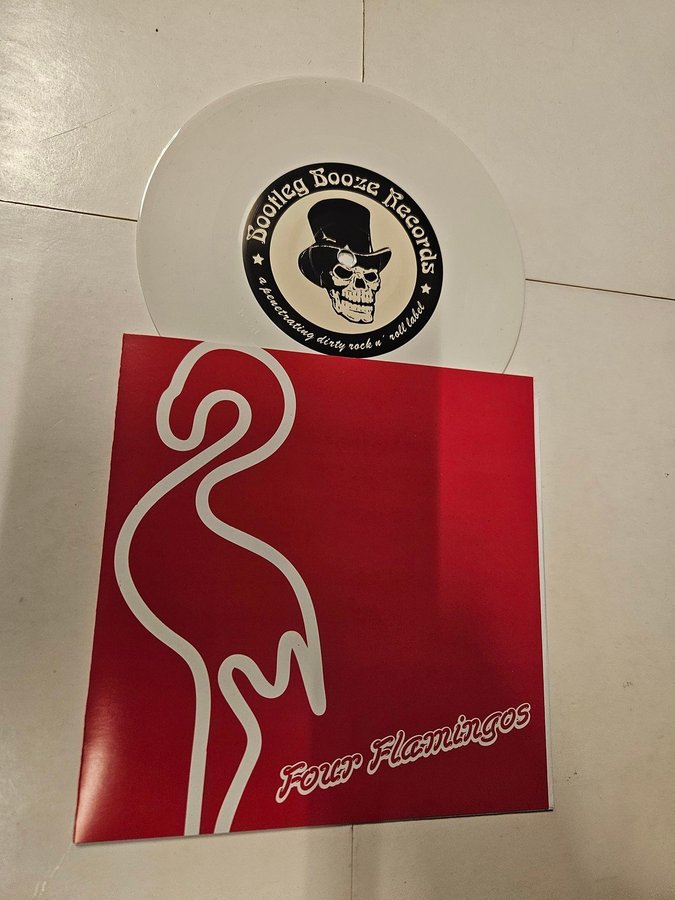 Bootleg Booze Records
a penetrating dirty rock n' roll label
Four Flamingos